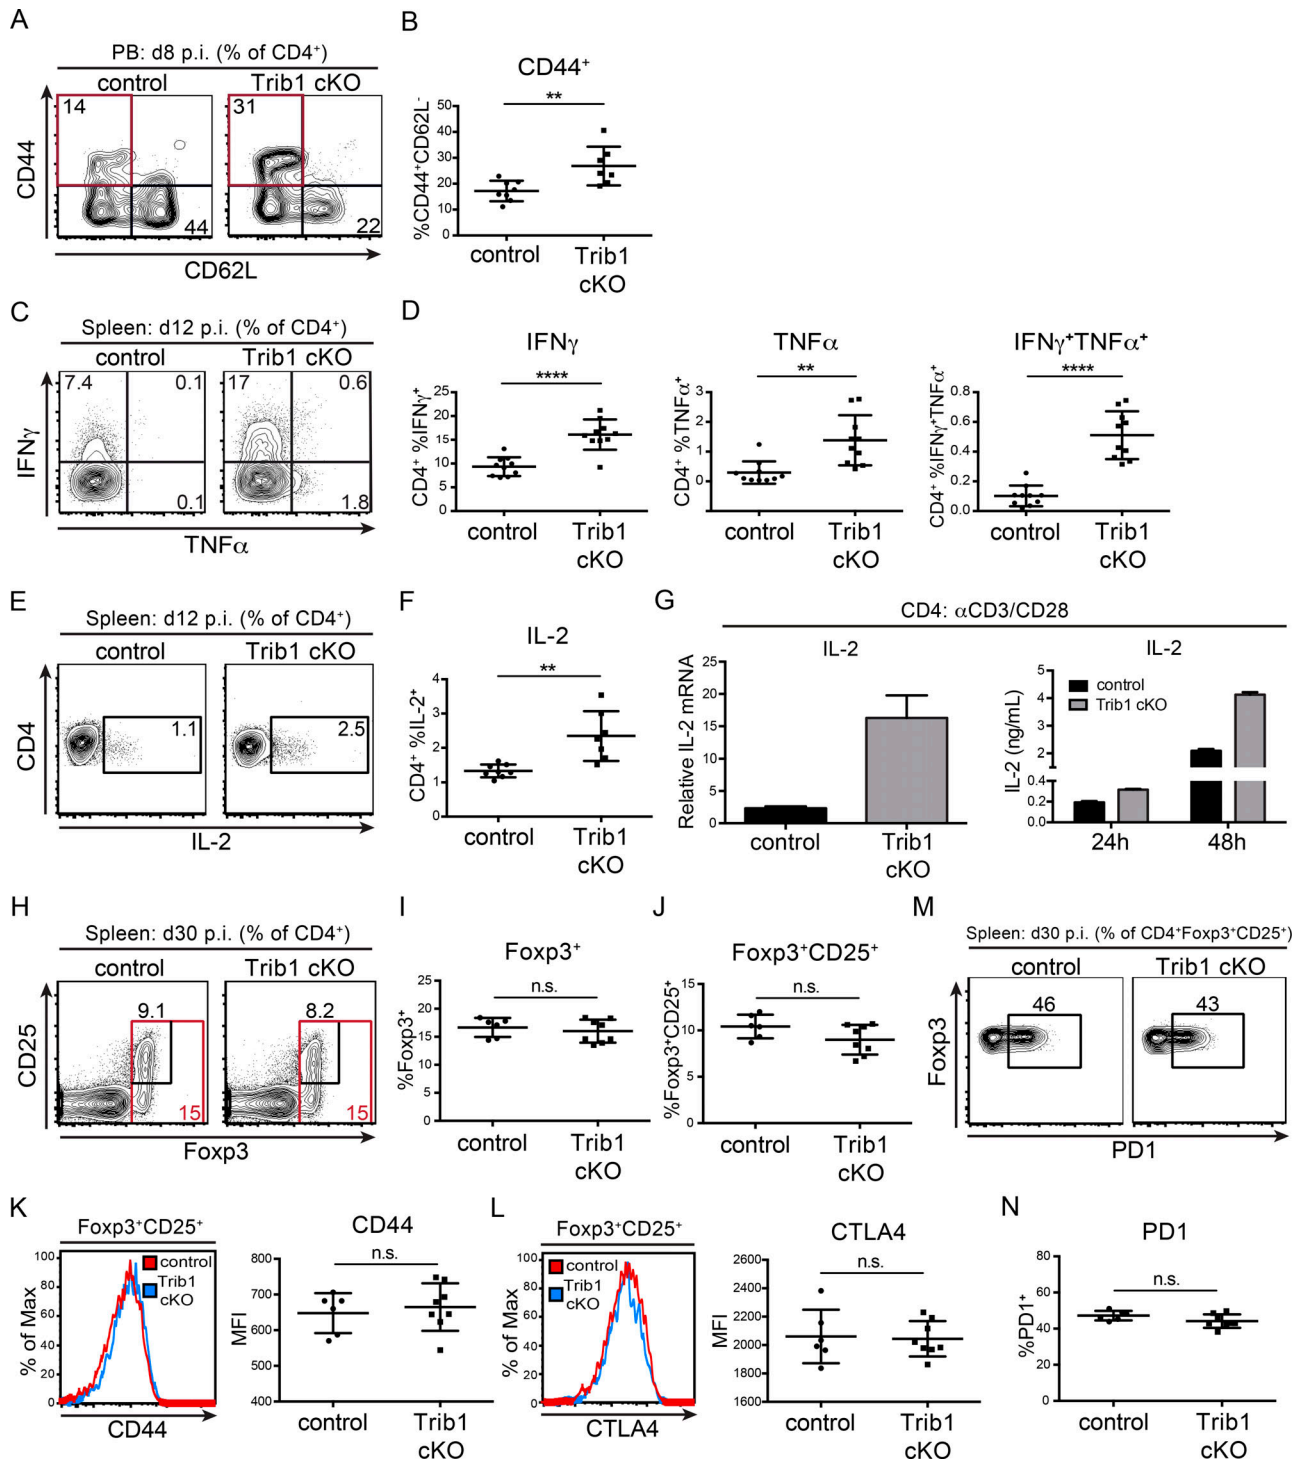 A
PB: d8 p.i. (% of CD4⁺)
control
Trib1 cKO
14
44
31
22
CD44
CD62L
B
CD44⁺
**
%CD44⁺CD62L⁻
50
40
30
20
10
0
control
Trib1
cKO
C
Spleen: d12 p.i. (% of CD4⁺)
control
Trib1 cKO
7.4
0.1
0.1
17
0.6
1.8
IFNγ
TNFα
D
IFNγ
****
CD4⁺ %IFNγ⁺
25
20
15
10
5
0
control
Trib1
cKO
TNFα
**
CD4⁺ %TNFα⁺
3
2
1
0
control
Trib1
cKO
IFNγ⁺TNFα⁺
****
CD4⁺ %IFNγ⁺TNFα⁺
0.8
0.6
0.4
0.2
0.0
control
Trib1
cKO
E
Spleen: d12 p.i. (% of CD4⁺)
control
Trib1 cKO
1.1
2.5
CD4
IL-2
F
IL-2
**
CD4⁺ %IL-2⁺
4
3
2
1
0
control
Trib1
cKO
G
CD4: αCD3/CD28
IL-2
Relative IL-2 mRNA
25
20
15
10
5
0
control
Trib1
cKO
IL-2
control
Trib1 cKO
IL-2 (ng/mL)
5
4
3
2
0.4
0.2
0.0
24h
48h
H
Spleen: d30 p.i. (% of CD4⁺)
control
Trib1 cKO
9.1
15
8.2
15
CD25
Foxp3
I
Foxp3⁺
n.s.
%Foxp3⁺
25
20
15
10
5
0
control
Trib1
cKO
J
Foxp3⁺CD25⁺
n.s.
%Foxp3⁺CD25⁺
15
10
5
0
control
Trib1
cKO
M
Spleen: d30 p.i. (% of CD4⁺Foxp3⁺CD25⁺)
control
Trib1 cKO
46
43
Foxp3
PD1
K
Foxp3⁺CD25⁺
control
Trib1
cKO
% of Max
100
80
60
40
20
0
CD44
CD44
n.s.
MFI
800
700
600
500
400
control
Trib1
cKO
L
Foxp3⁺CD25⁺
control
Trib1
cKO
% of Max
100
80
60
40
20
0
CTLA4
CTLA4
n.s.
MFI
2600
2400
2200
2000
1800
1600
control
Trib1
cKO
N
PD1
n.s.
%PD1⁺
80
60
40
20
0
control
Trib1
cKO